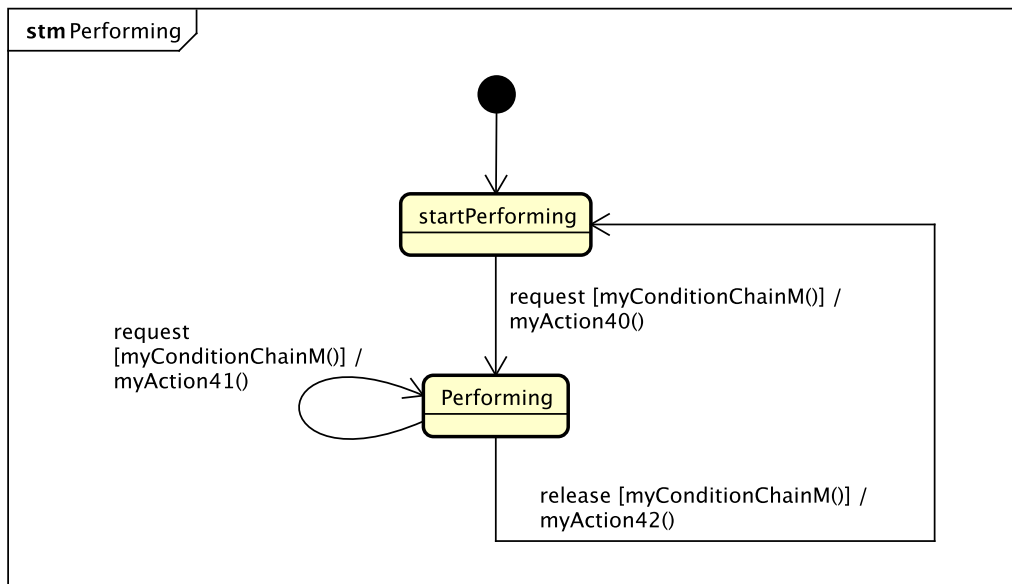 stm Performing
startPerforming
request [myConditionChainM()] /
myAction40()
request
[myConditionChainM()] /
myAction41()
Performing
release [myConditionChainM()] /
myAction42()